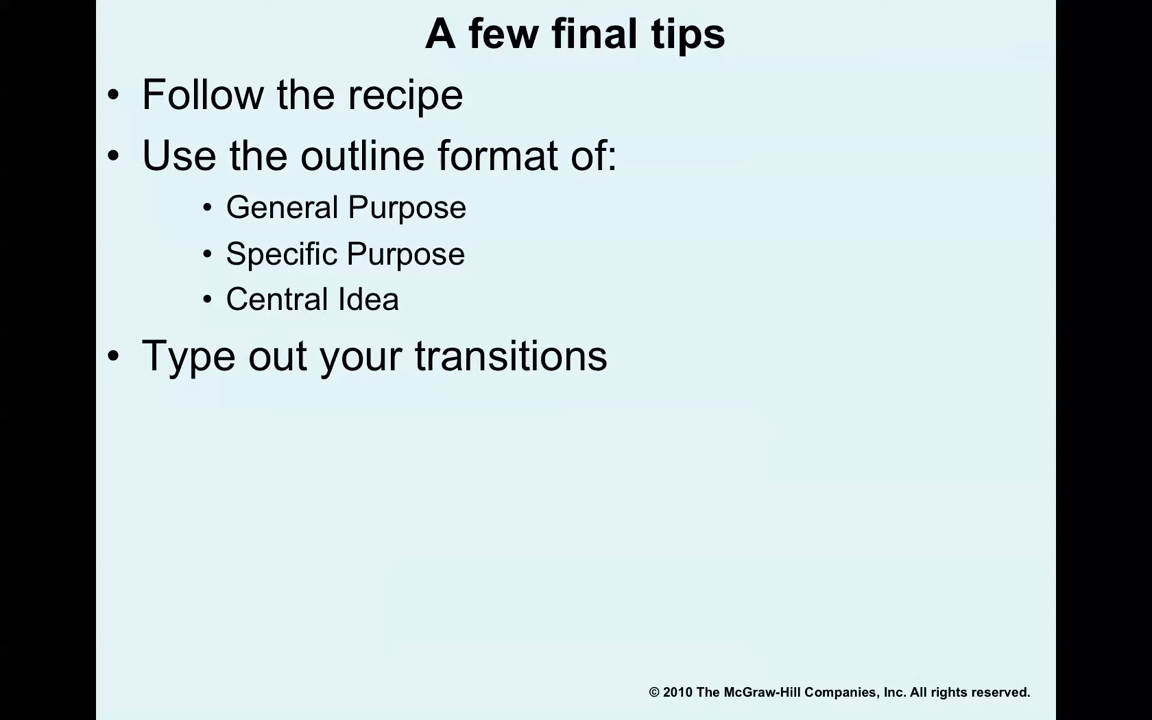 A few final tips
• Follow the recipe
• Use the outline format of:
• General Purpose
• Specific Purpose
• Central Idea
• Type out your transitions
© 2010 The McGraw-Hill Companies, Inc. All rights reserved.